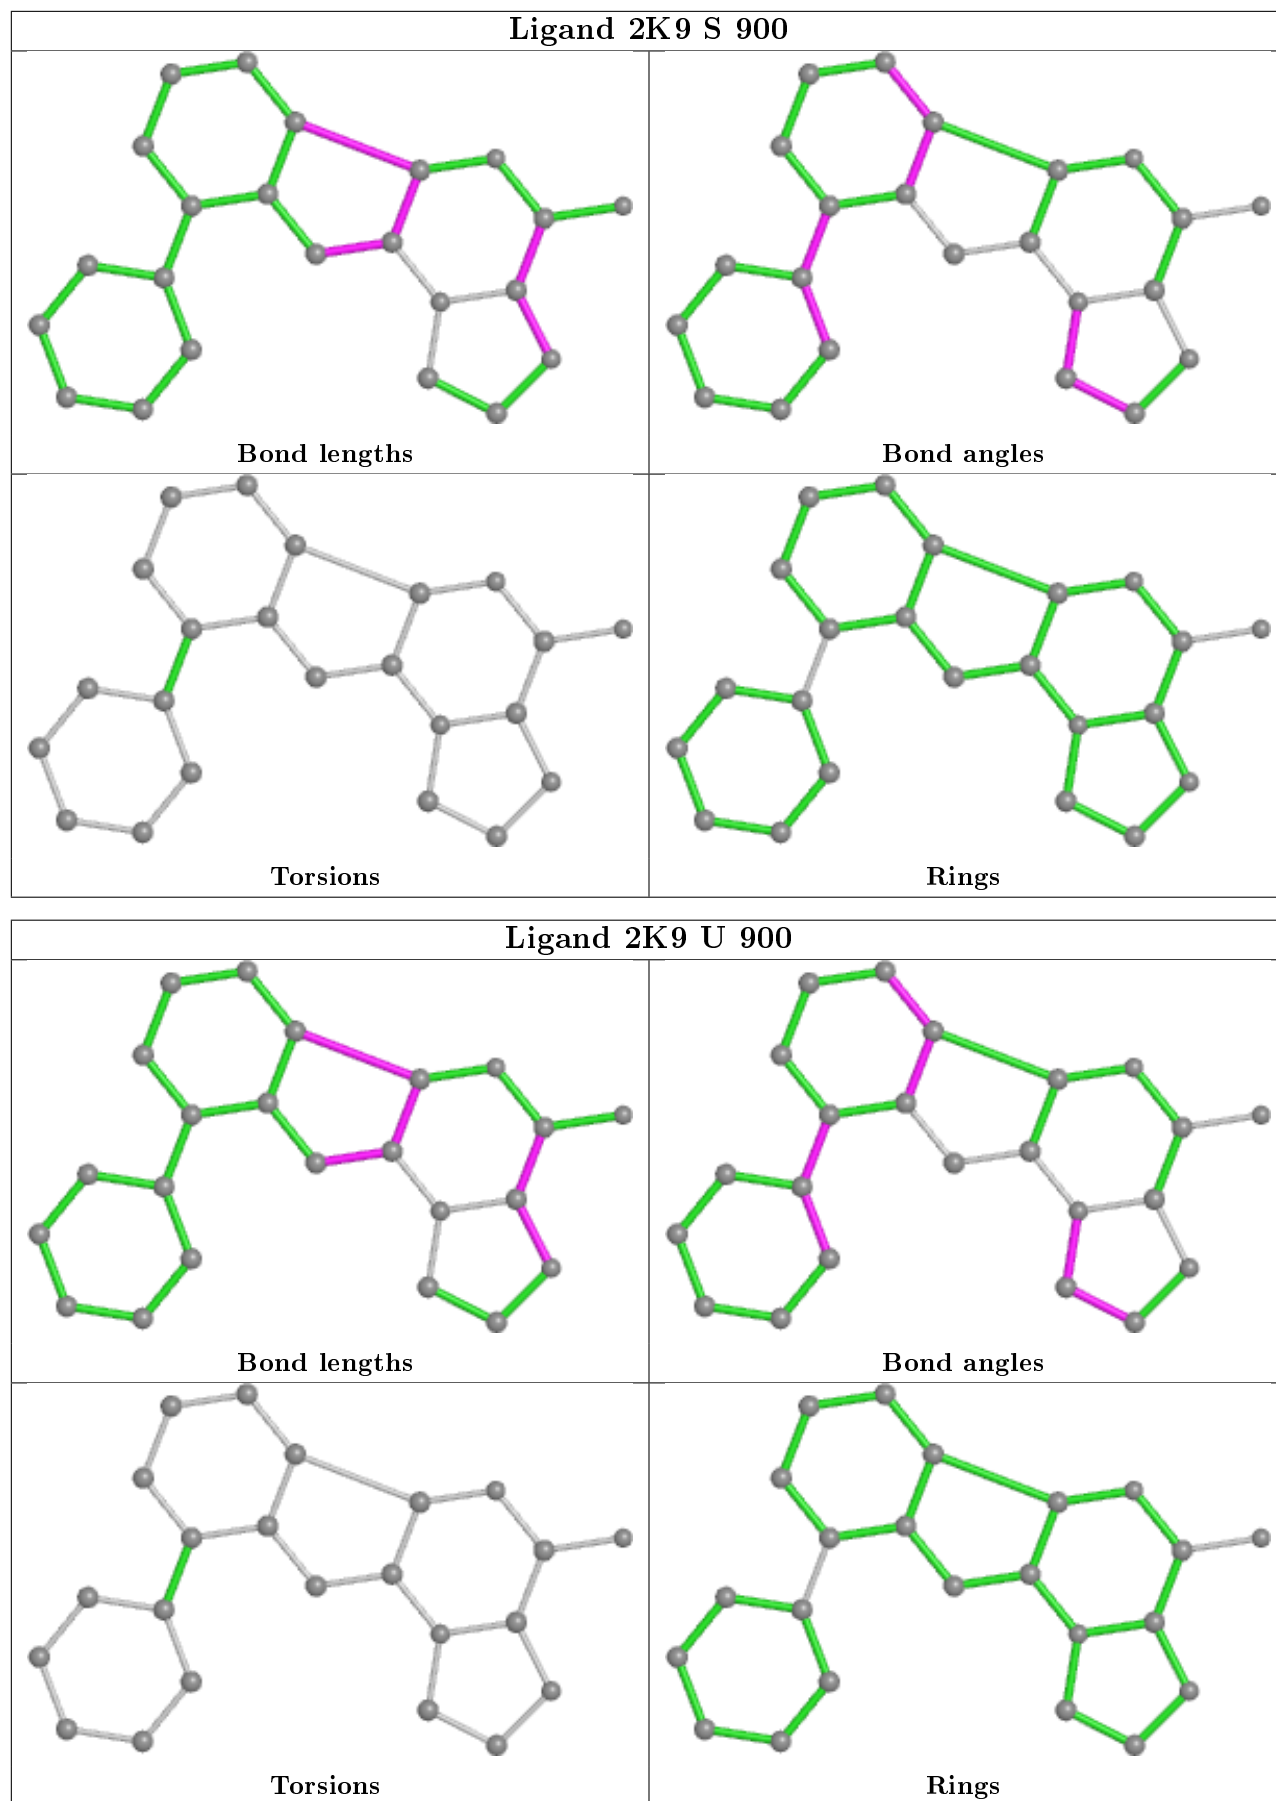 Ligand 2K9 S 900
Bond lengths
Bond angles
Torsions
Rings
Ligand 2K9 U 900
Bond lengths
Bond angles
Torsions
Rings